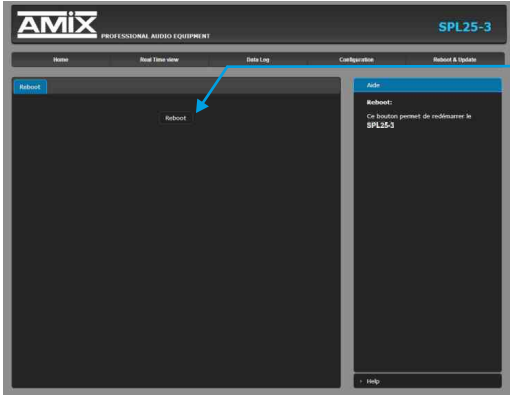 AMIX PROFESSIONAL AUDIO EQUIPMENT
SPL25-3
Home Real Time view Data Log Configuration Reboot & Update
Reboot
Reboot
Aide
Reboot:
Ce bouton permet de redémarrer le
SPL25-3
Help